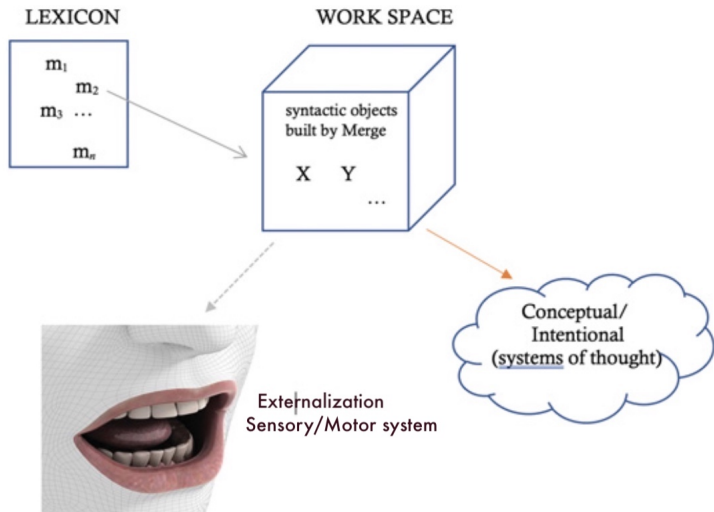 LEXICON
WORK SPACE
m₁
m₂
m₃ ...
mₙ
syntactic objects
built by Merge
X Y
...
Conceptual/
Intentional
(systems of thought)
Externalization
Sensory/Motor system